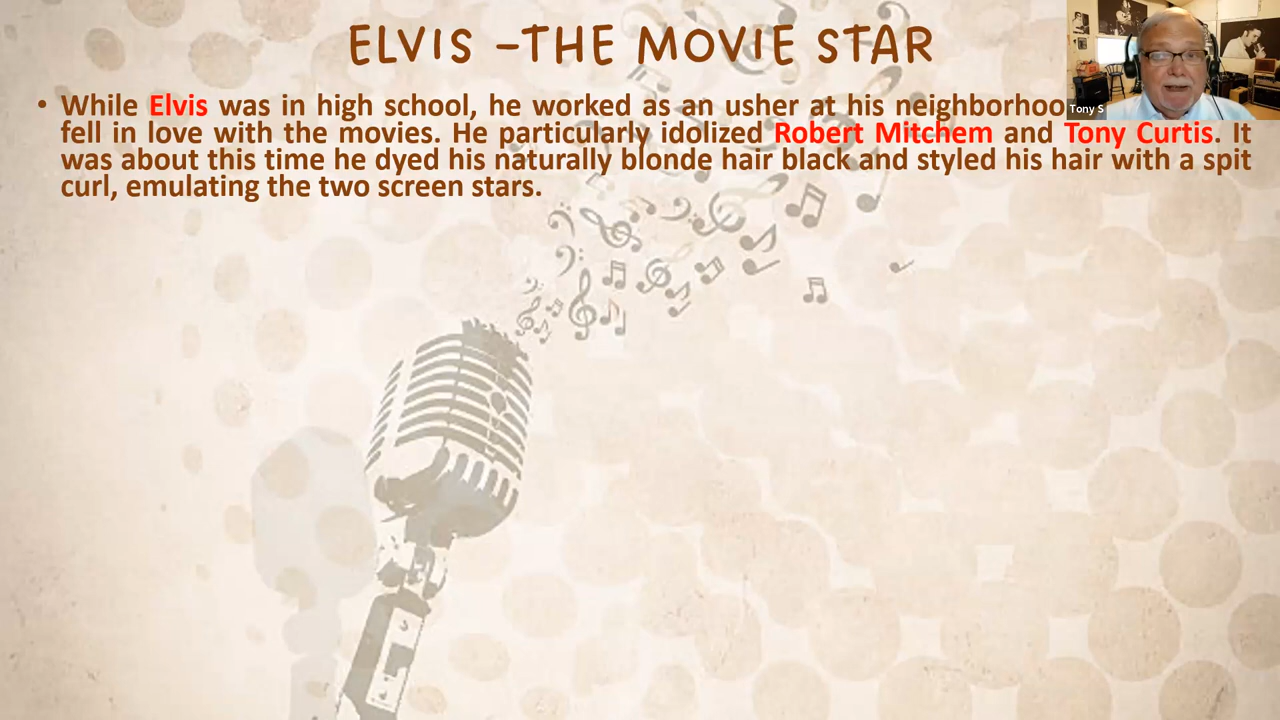 ELVIS –THE MOVIE STAR
• While Elvis was in high school, he worked as an usher at his neighborhoo
fell in love with the movies. He particularly idolized Robert Mitchem and Tony Curtis. It
was about this time he dyed his naturally blonde hair black and styled his hair with a spit
curl, emulating the two screen stars.
Tony S